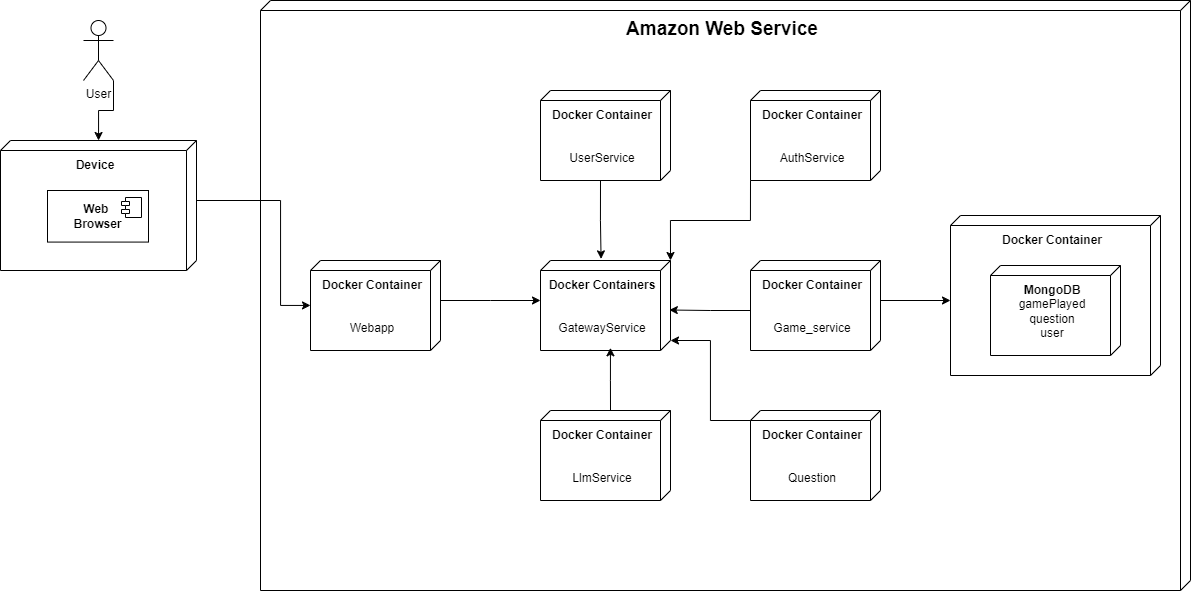 Amazon Web Service
User
Device
Web
Browser
Docker Container
UserService
Docker Container
AuthService
Docker Container
Webapp
Docker Containers
GatewayService
Docker Container
Game_service
Docker Container
MongoDB
gamePlayed
question
user
Docker Container
LlmService
Docker Container
Question